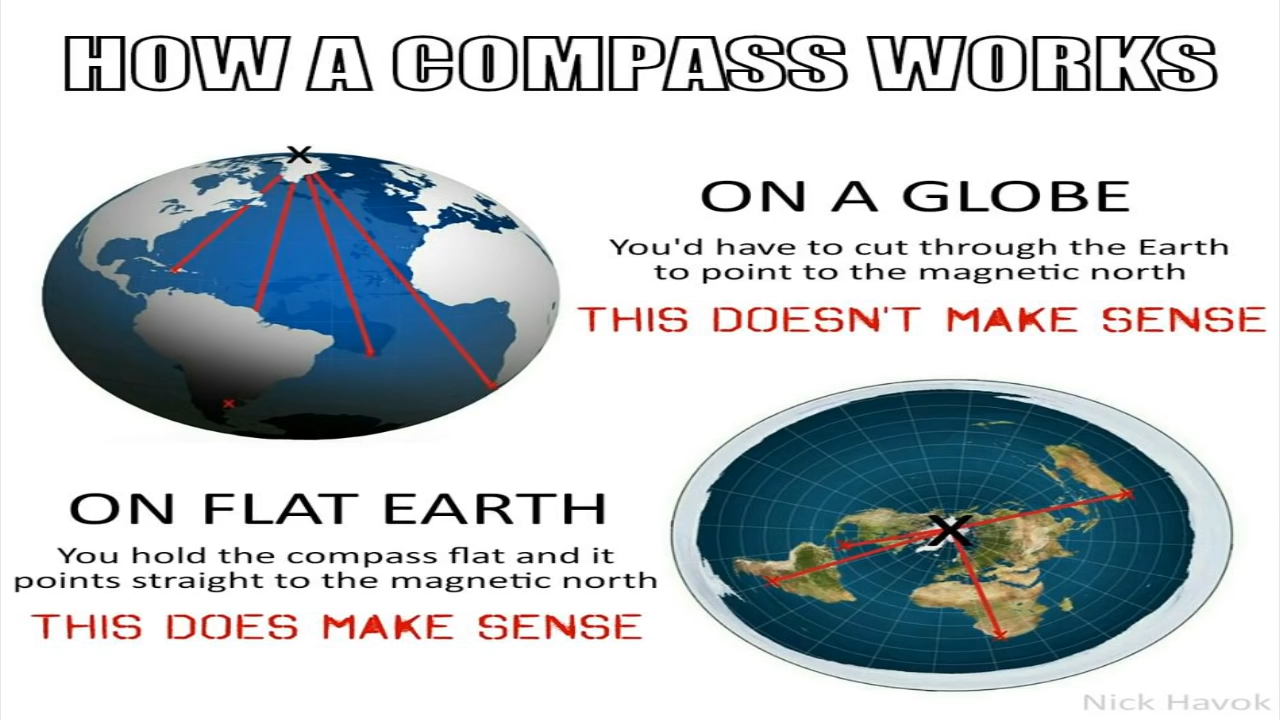 HOW A COMPASS WORKS
ON A GLOBE
You'd have to cut through the Earth
to point to the magnetic north
THIS DOESN'T MAKE SENSE
ON FLAT EARTH
You hold the compass flat and it
points straight to the magnetic north
THIS DOES MAKE SENSE
Nick Havok